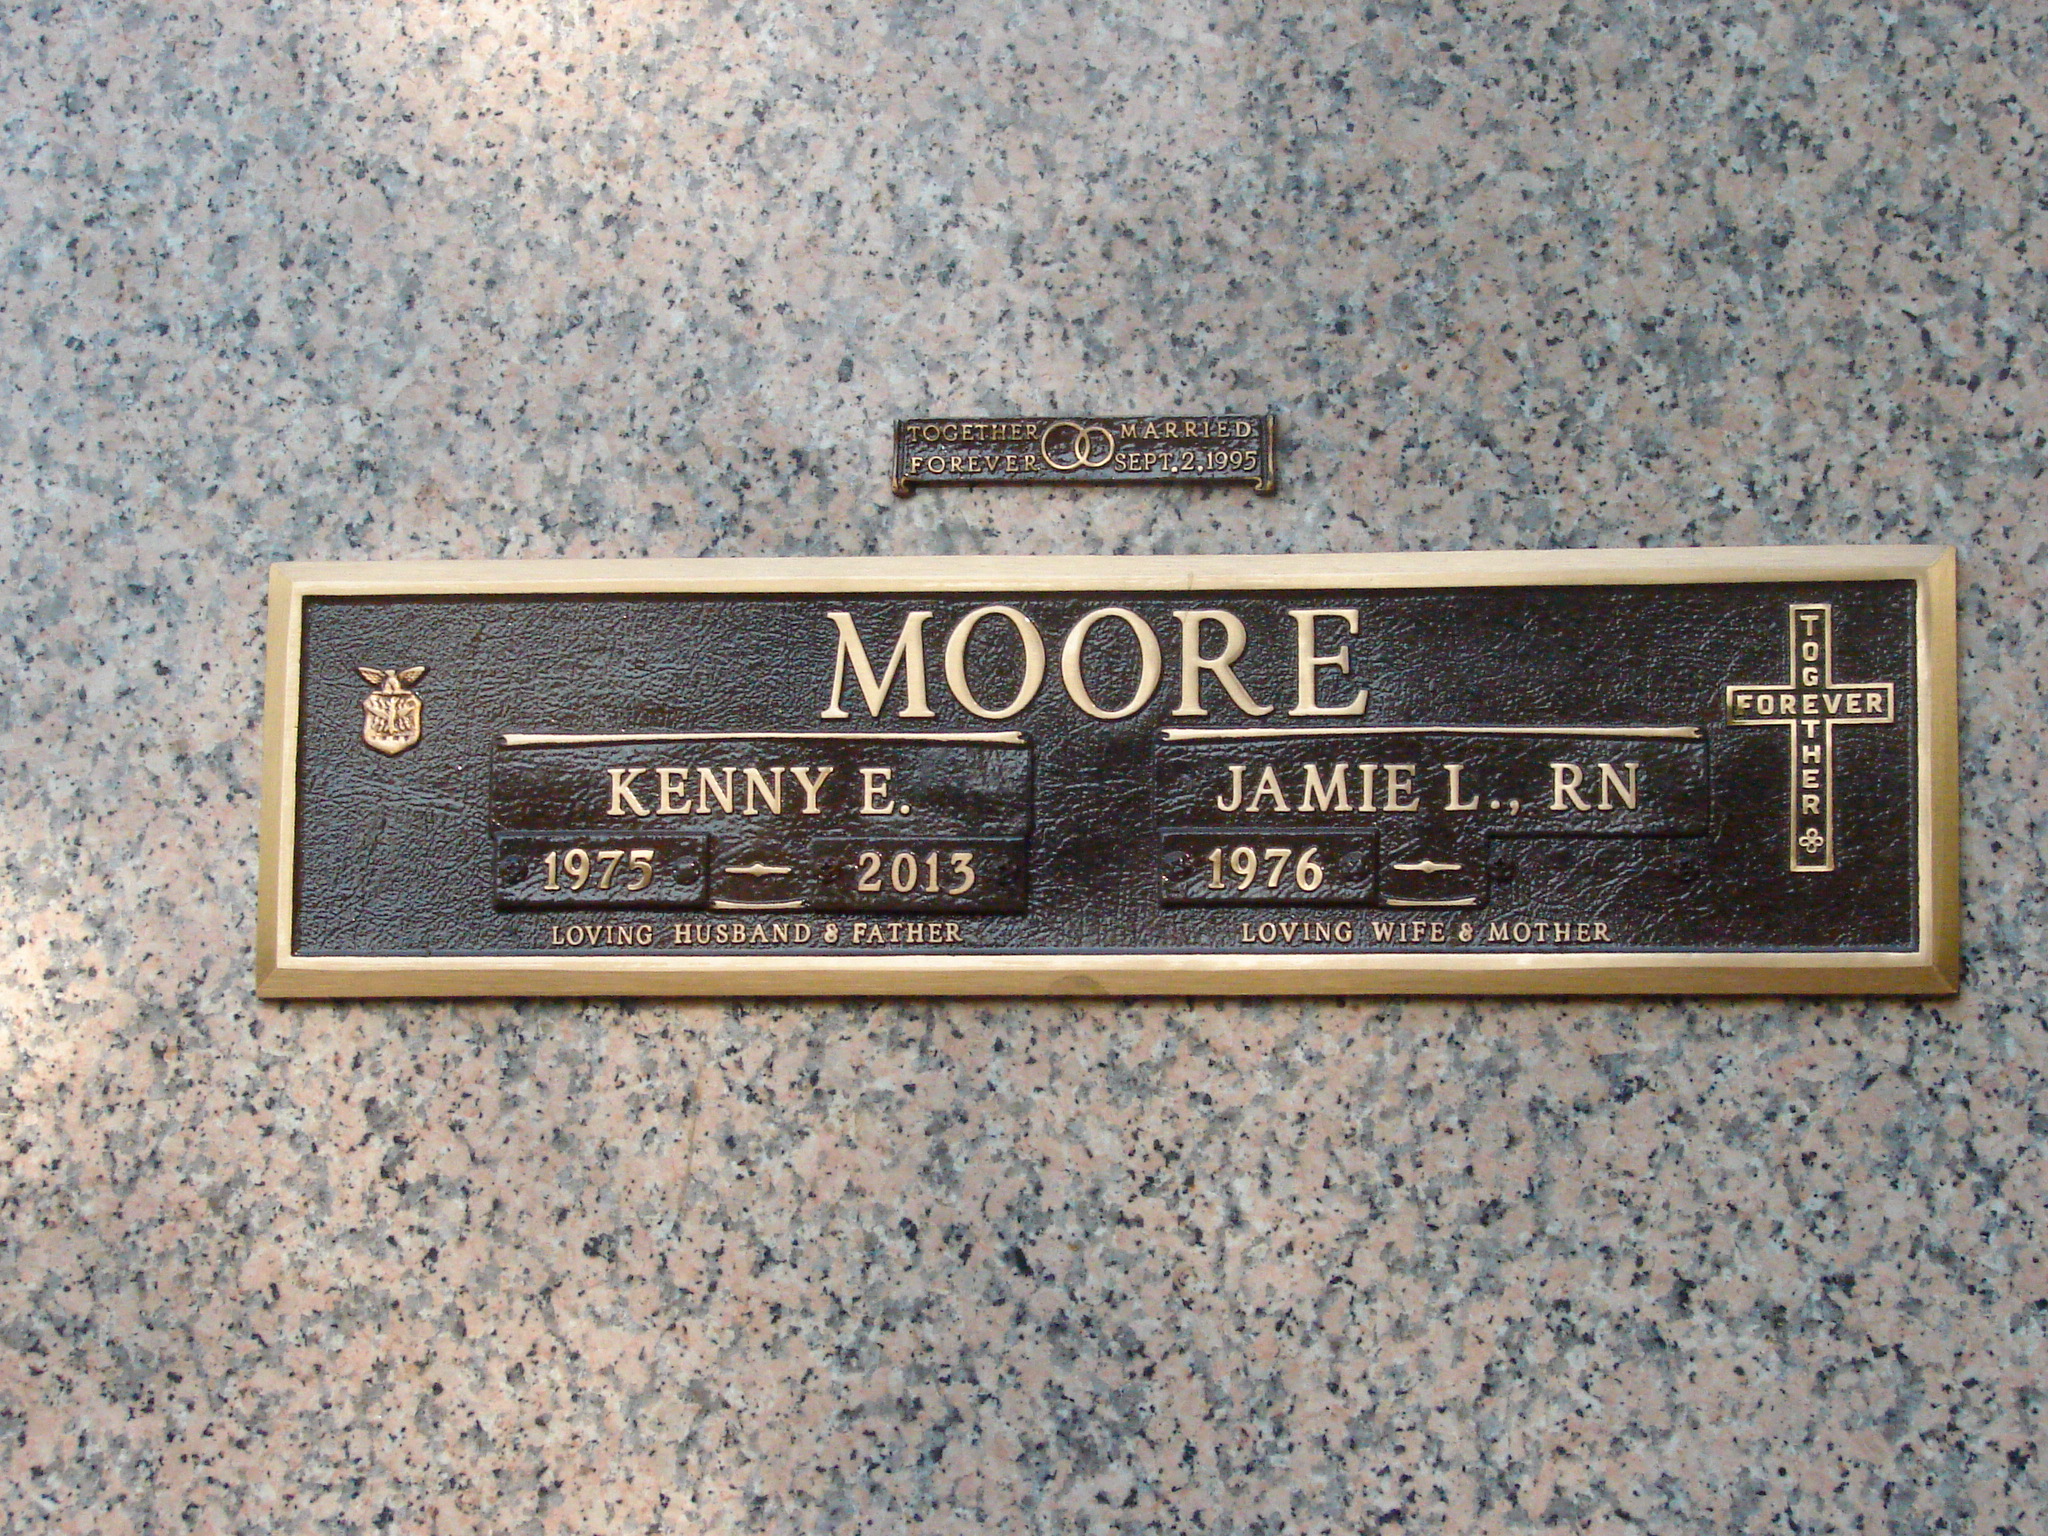 TOGETHER FOREVER
MARRIED SEPT. 2, 1995
MOORE
KENNY E.
1975 — 2013
LOVING HUSBAND & FATHER
JAMIE L., RN
1976 —
LOVING WIFE & MOTHER
TOGETHER
FOREVER